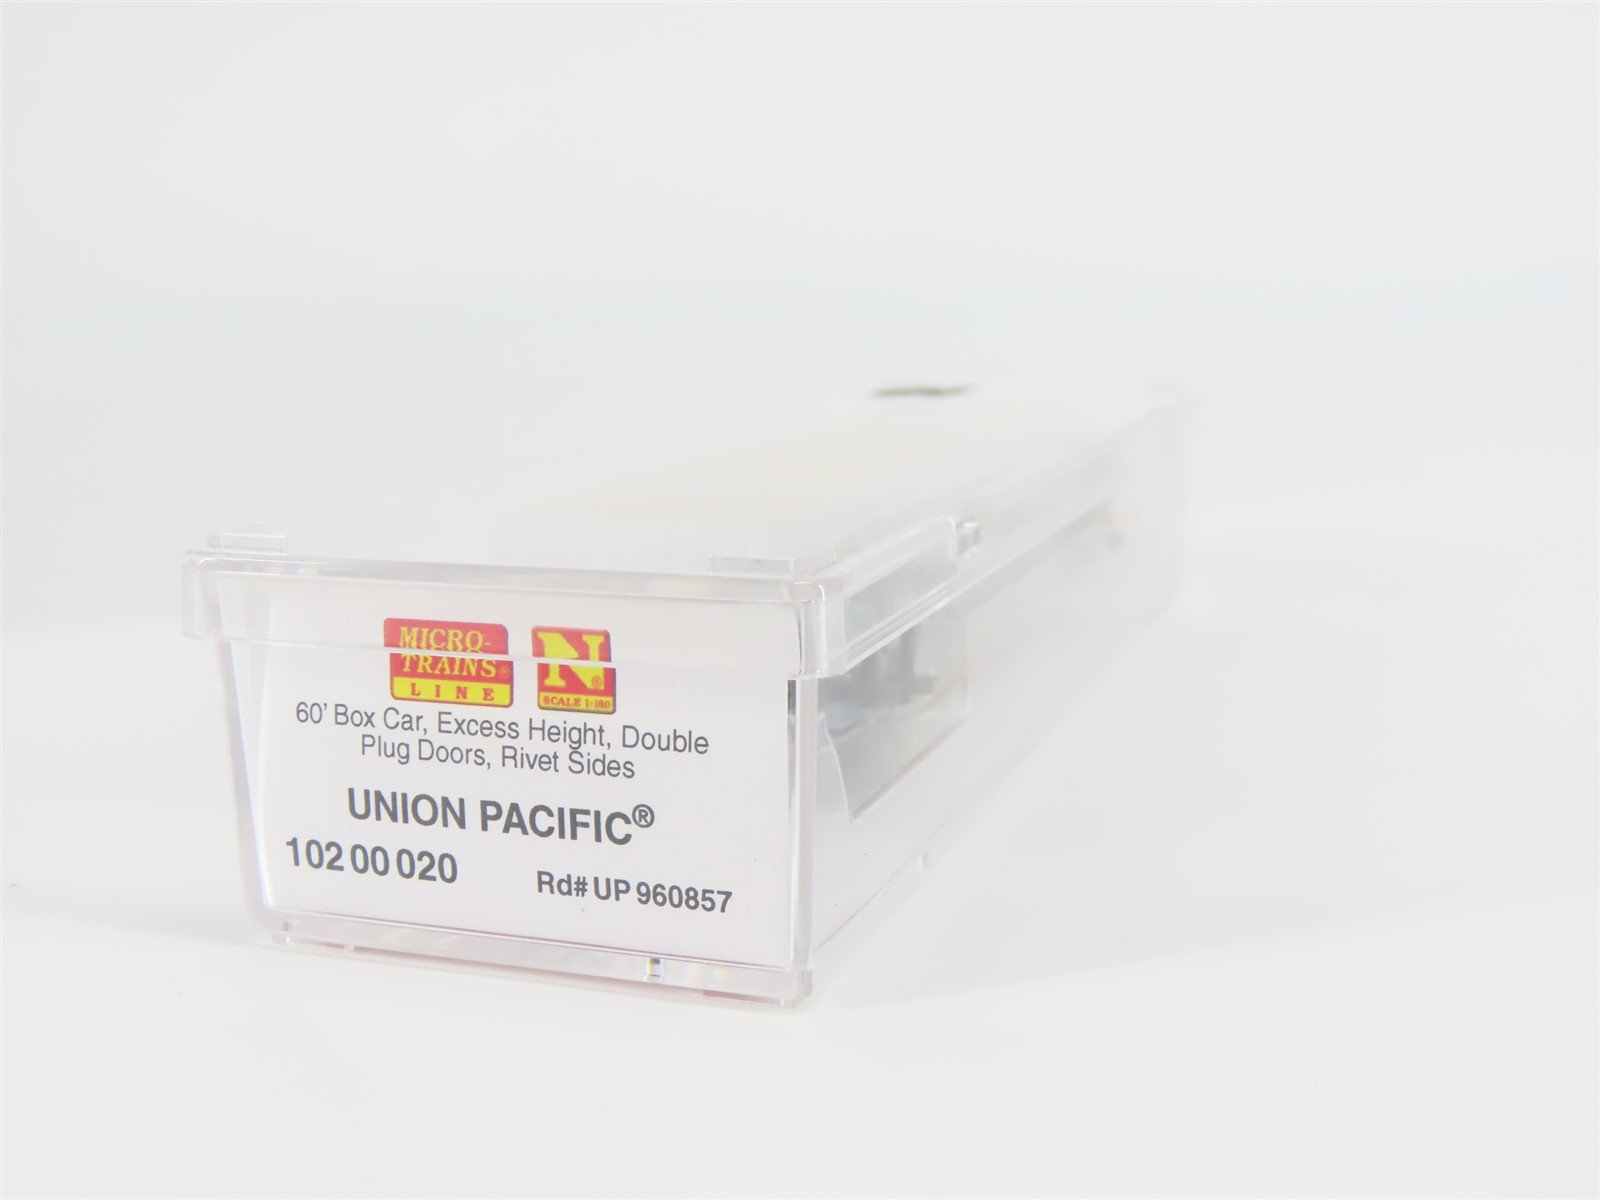 MICRO-
TRAINS®
LINE
N®
SCALE 1:160
60' Box Car, Excess Height, Double
Plug Doors, Rivet Sides
UNION PACIFIC®
102 00 020 Rd# UP 960857